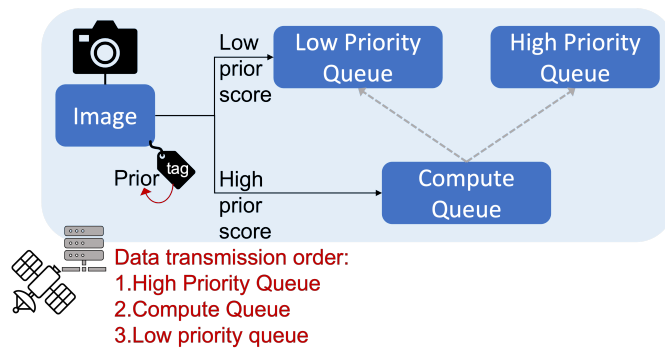 Low
prior
score
Low Priority
Queue
High Priority
Queue
Image
tag
Prior
High
prior
score
Compute
Queue
Data transmission order:
1.High Priority Queue
2.Compute Queue
3.Low priority queue